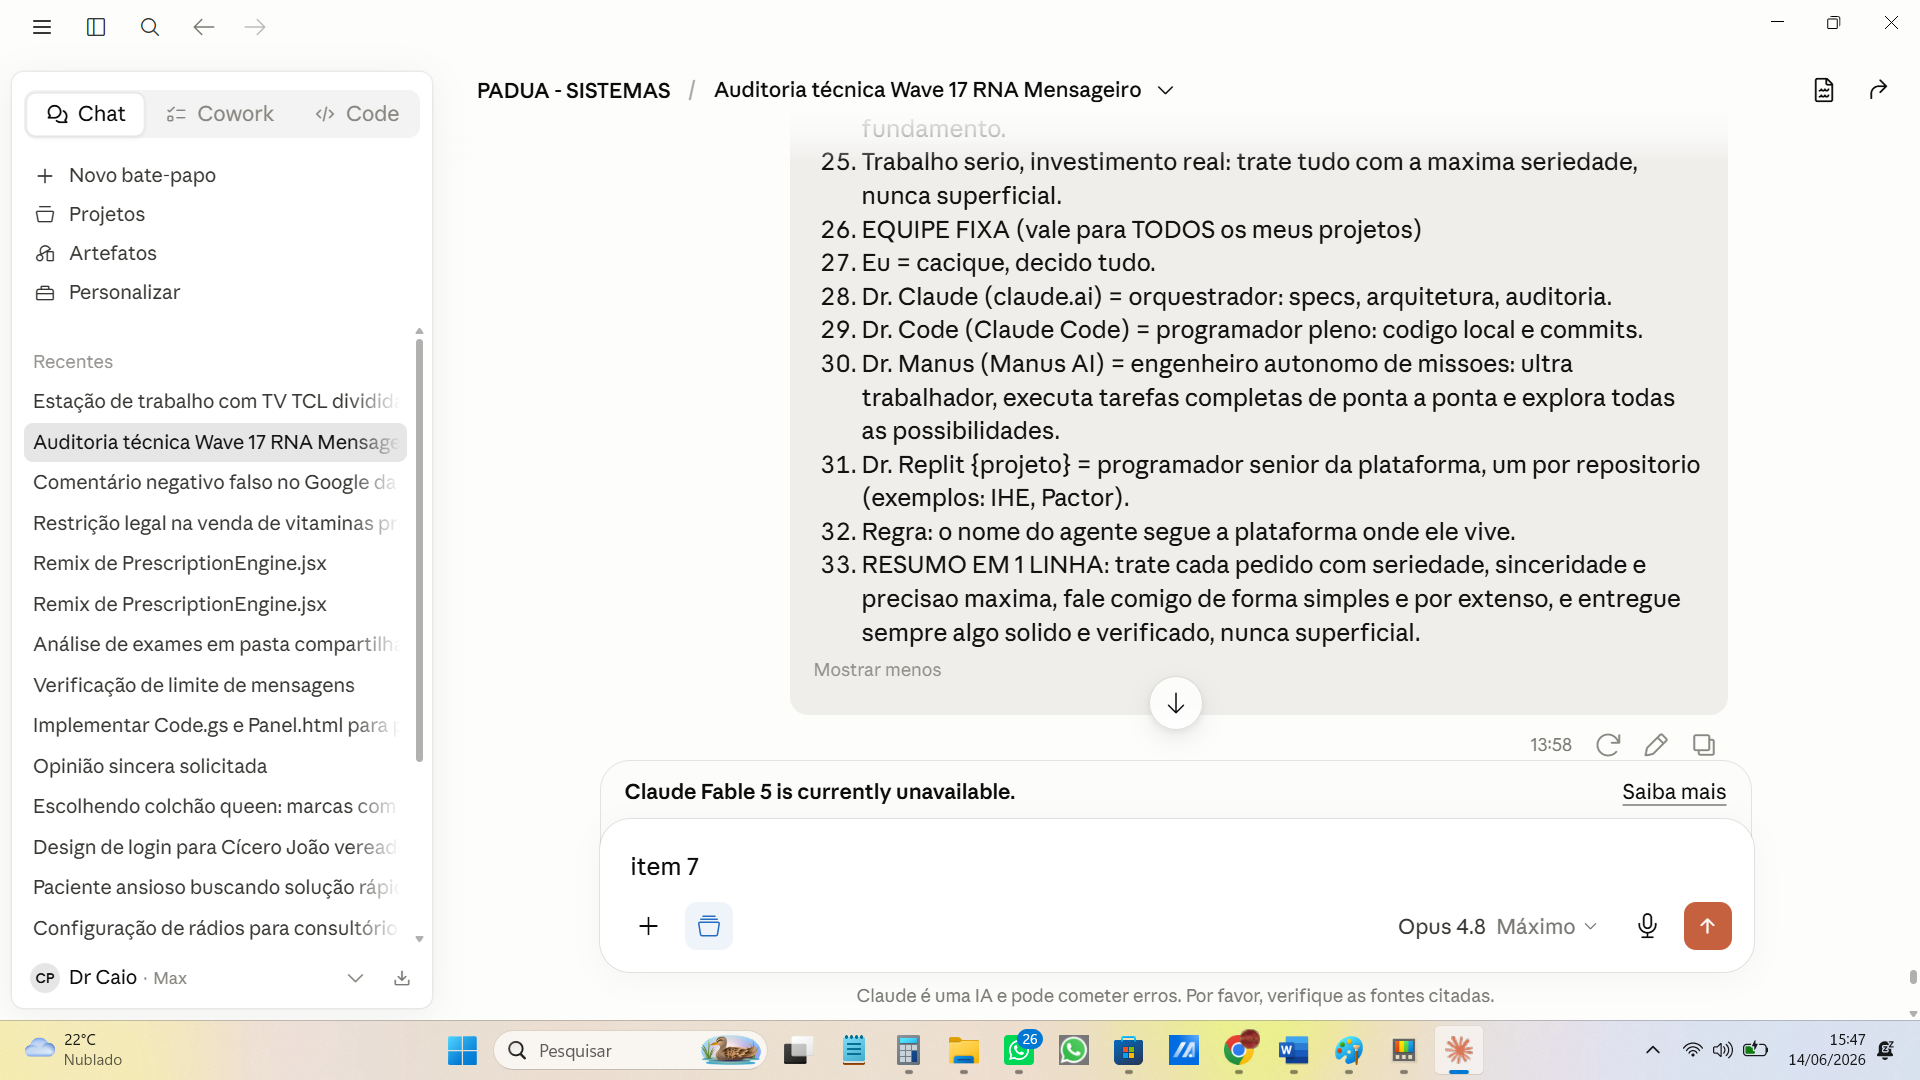 Chat
Cowork
Code
Novo bate-papo
Projetos
Artefatos
Personalizar
Recentes
Estação de trabalho com TV TCL dividida
Auditoria técnica Wave 17 RNA Mensage
Comentário negativo falso no Google da
Restrição legal na venda de vitaminas pr
Remix de PrescriptionEngine.jsx
Remix de PrescriptionEngine.jsx
Análise de exames em pasta compartilha
Verificação de limite de mensagens
Implementar Code.gs e Panel.html para p
Opinião sincera solicitada
Escolhendo colchão queen: marcas com
Design de login para Cícero João veread
Paciente ansioso buscando solução rápi
Configuração de rádios para consultório
CP Dr Caio · Max
PADUA - SISTEMAS / Auditoria técnica Wave 17 RNA Mensageiro
fundamento.
25. Trabalho serio, investimento real: trate tudo com a maxima seriedade,
nunca superficial.
26. EQUIPE FIXA (vale para TODOS os meus projetos)
27. Eu = cacique, decido tudo.
28. Dr. Claude (claude.ai) = orquestrador: specs, arquitetura, auditoria.
29. Dr. Code (Claude Code) = programador pleno: codigo local e commits.
30. Dr. Manus (Manus AI) = engenheiro autonomo de missoes: ultra
trabalhador, executa tarefas completas de ponta a ponta e explora todas
as possibilidades.
31. Dr. Replit {projeto} = programador senior da plataforma, um por repositorio
(exemplos: IHE, Pactor).
32. Regra: o nome do agente segue a plataforma onde ele vive.
33. RESUMO EM 1 LINHA: trate cada pedido com seriedade, sinceridade e
precisao maxima, fale comigo de forma simples e por extenso, e entregue
sempre algo solido e verificado, nunca superficial.
Mostrar menos
13:58
Claude Fable 5 is currently unavailable.
Saiba mais
item 7
Opus 4.8 Máximo
Claude é uma IA e pode cometer erros. Por favor, verifique as fontes citadas.
22°C
Nublado
Pesquisar
26
W
15:47
14/06/2026